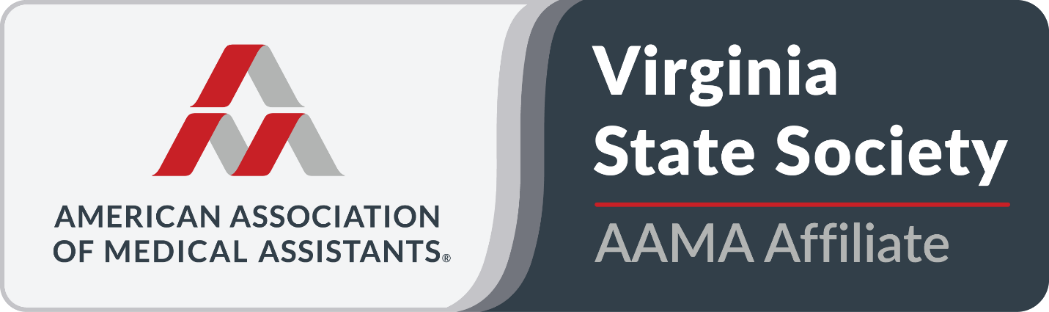 AMERICAN ASSOCIATION
OF MEDICAL ASSISTANTS®
Virginia
State Society
AAMA Affiliate